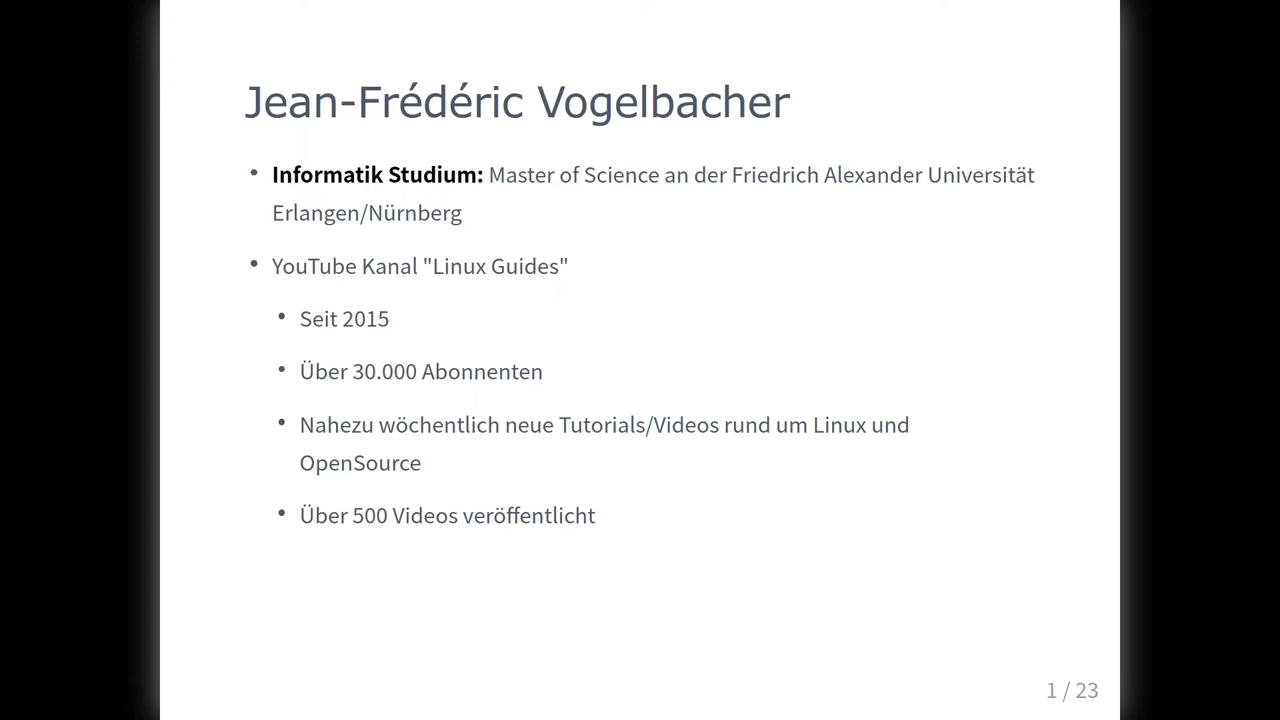 Jean-Frédéric Vogelbacher
• Informatik Studium: Master of Science an der Friedrich Alexander Universität
Erlangen/Nürnberg
• YouTube Kanal "Linux Guides"
• Seit 2015
• Über 30.000 Abonnenten
• Nahezu wöchentlich neue Tutorials/Videos rund um Linux und
OpenSource
• Über 500 Videos veröffentlicht
1 / 23